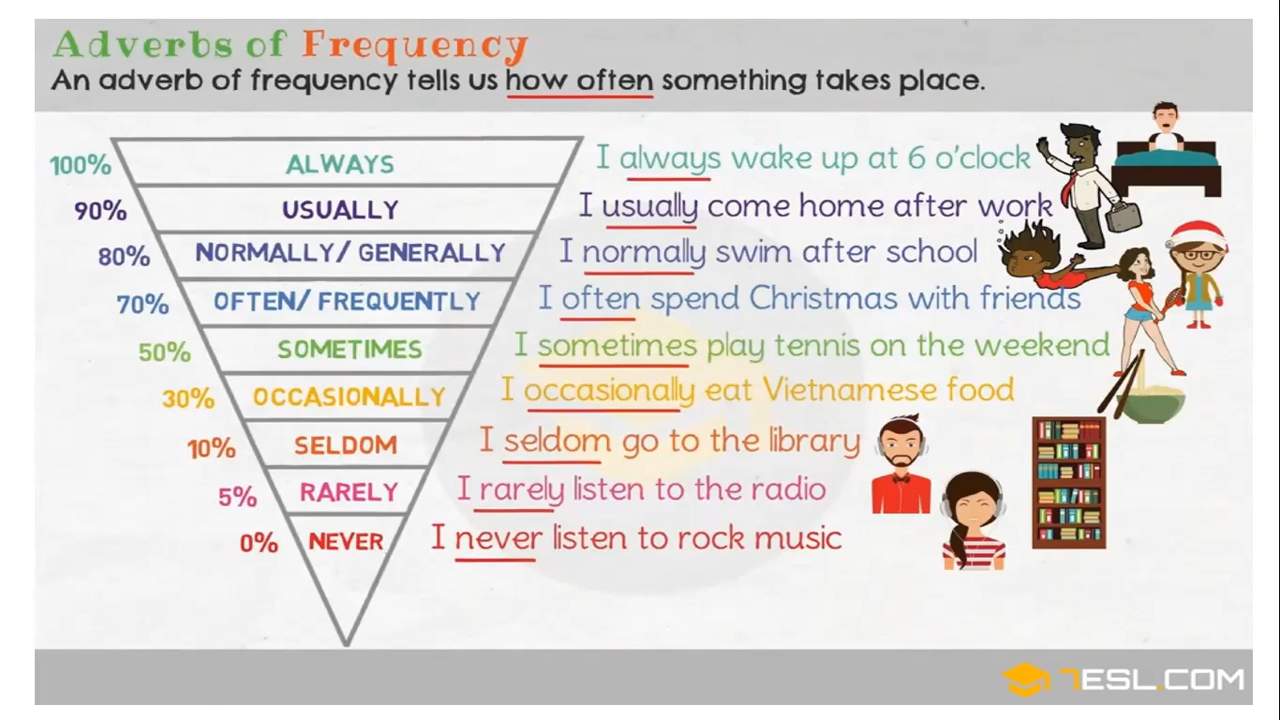 Adverbs of Frequency
An adverb of frequency tells us how often something takes place.
100% ALWAYS I always wake up at 6 o'clock
90% USUALLY I usually come home after work
80% NORMALLY/ GENERALLY I normally swim after school
70% OFTEN/ FREQUENTLY I often spend Christmas with friends
50% SOMETIMES I sometimes play tennis on the weekend
30% OCCASIONALLY I occasionally eat Vietnamese food
10% SELDOM I seldom go to the library
5% RARELY I rarely listen to the radio
0% NEVER I never listen to rock music
7ESL.COM